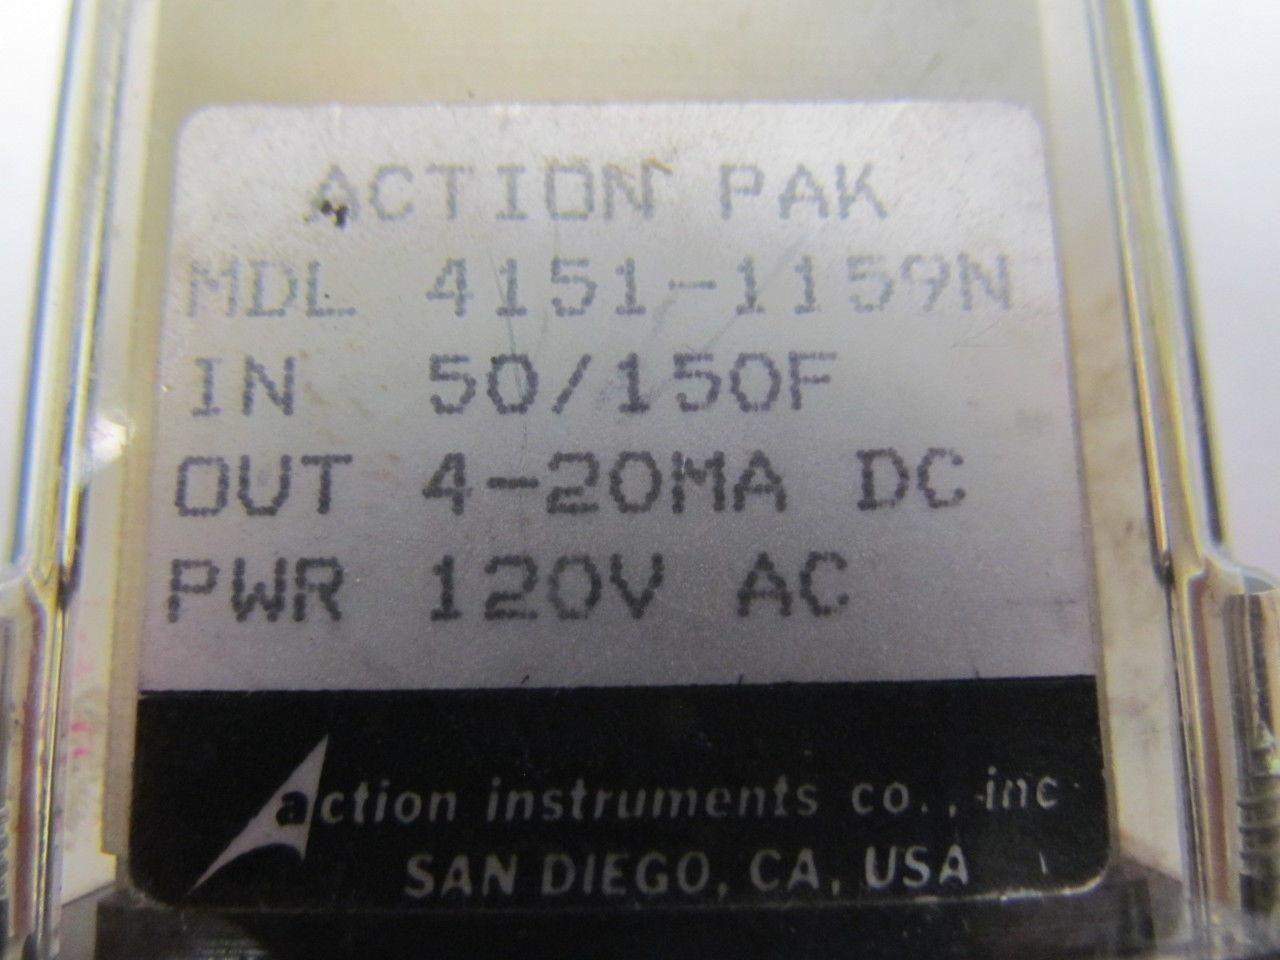 ACTION PAK
MDL 4151-1159N
IN 50/150F
OUT 4-20MA DC
PWR 120V AC
action instruments co., inc
SAN DIEGO, CA, USA